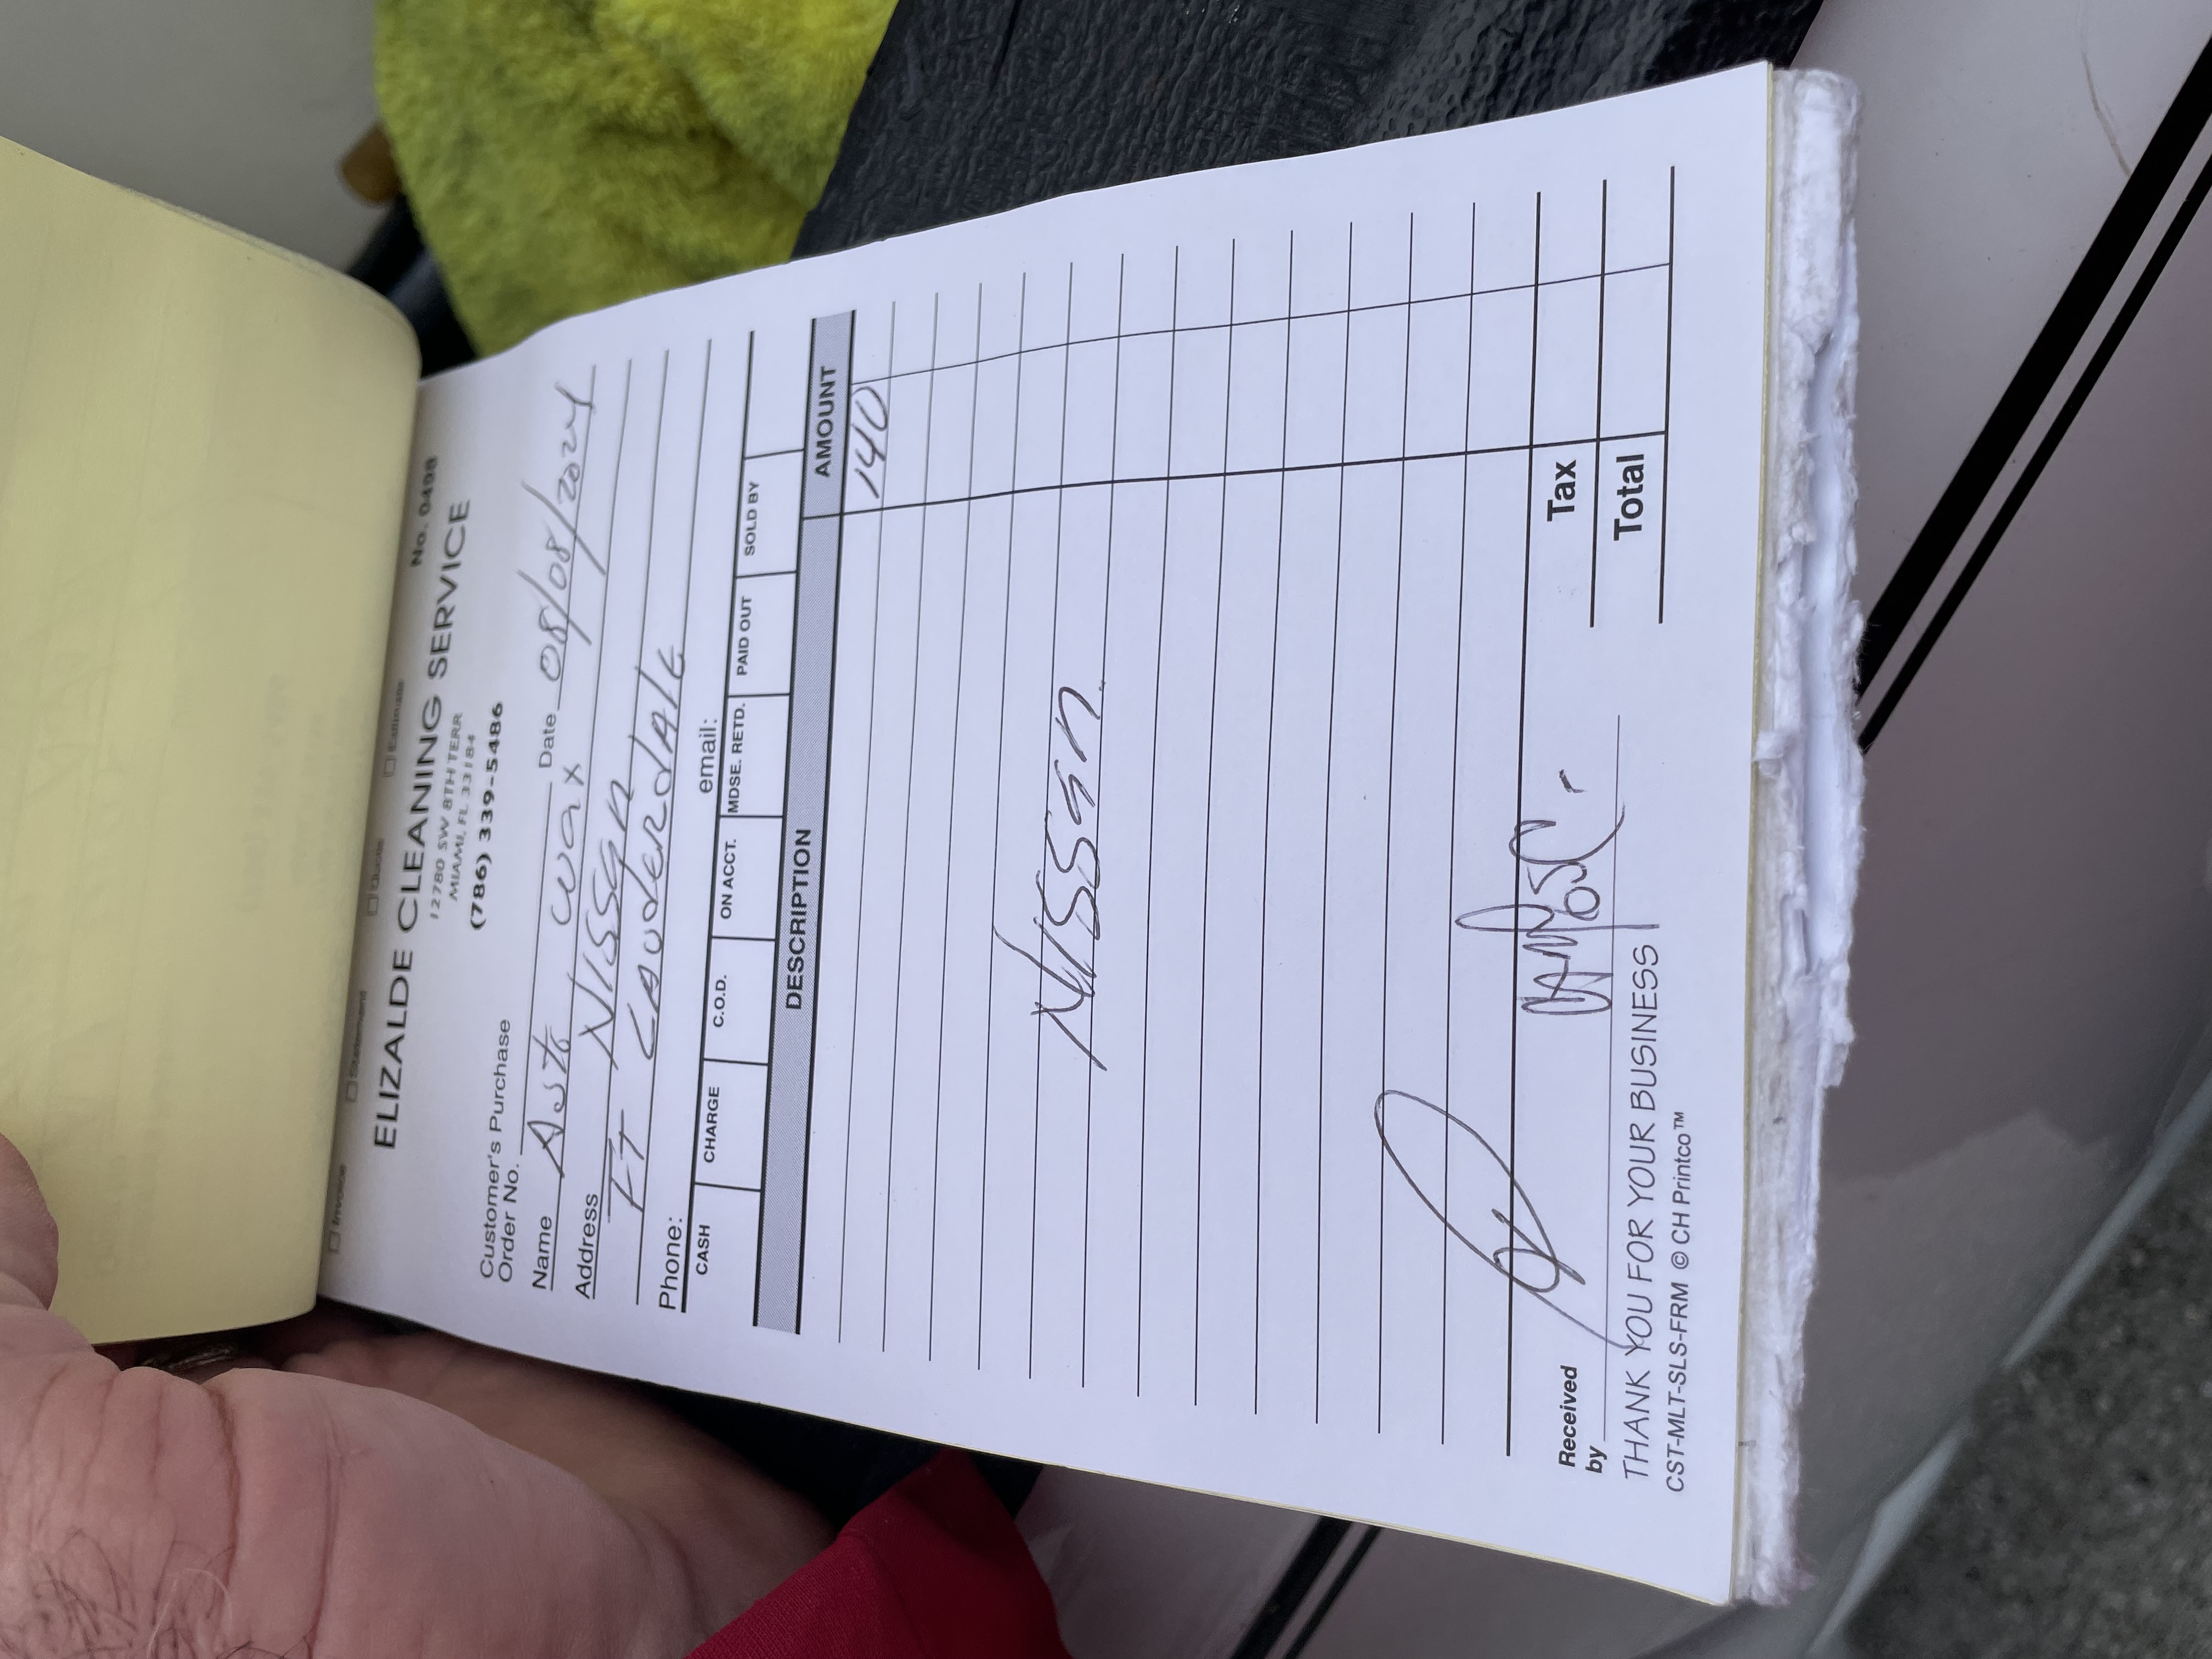 Invoice Statement Quote Estimate
ELIZALDE CLEANING SERVICE No. 0498
12780 SW 8TH TERR
MIAMI, FL 33184
(786) 339-5486
Customer's Purchase
Order No. Date 08/08/2024
Name Auto Wax
Address Nissan
FT LAUDERDALE
Phone: email:
CASH CHARGE C.O.D. ON ACCT. MDSE. RETD. PAID OUT SOLD BY
DESCRIPTION AMOUNT
140
Nissan
Tax
Received
by
Total
THANK YOU FOR YOUR BUSINESS
CST-MLT-SLS-FRM © CH Printco™